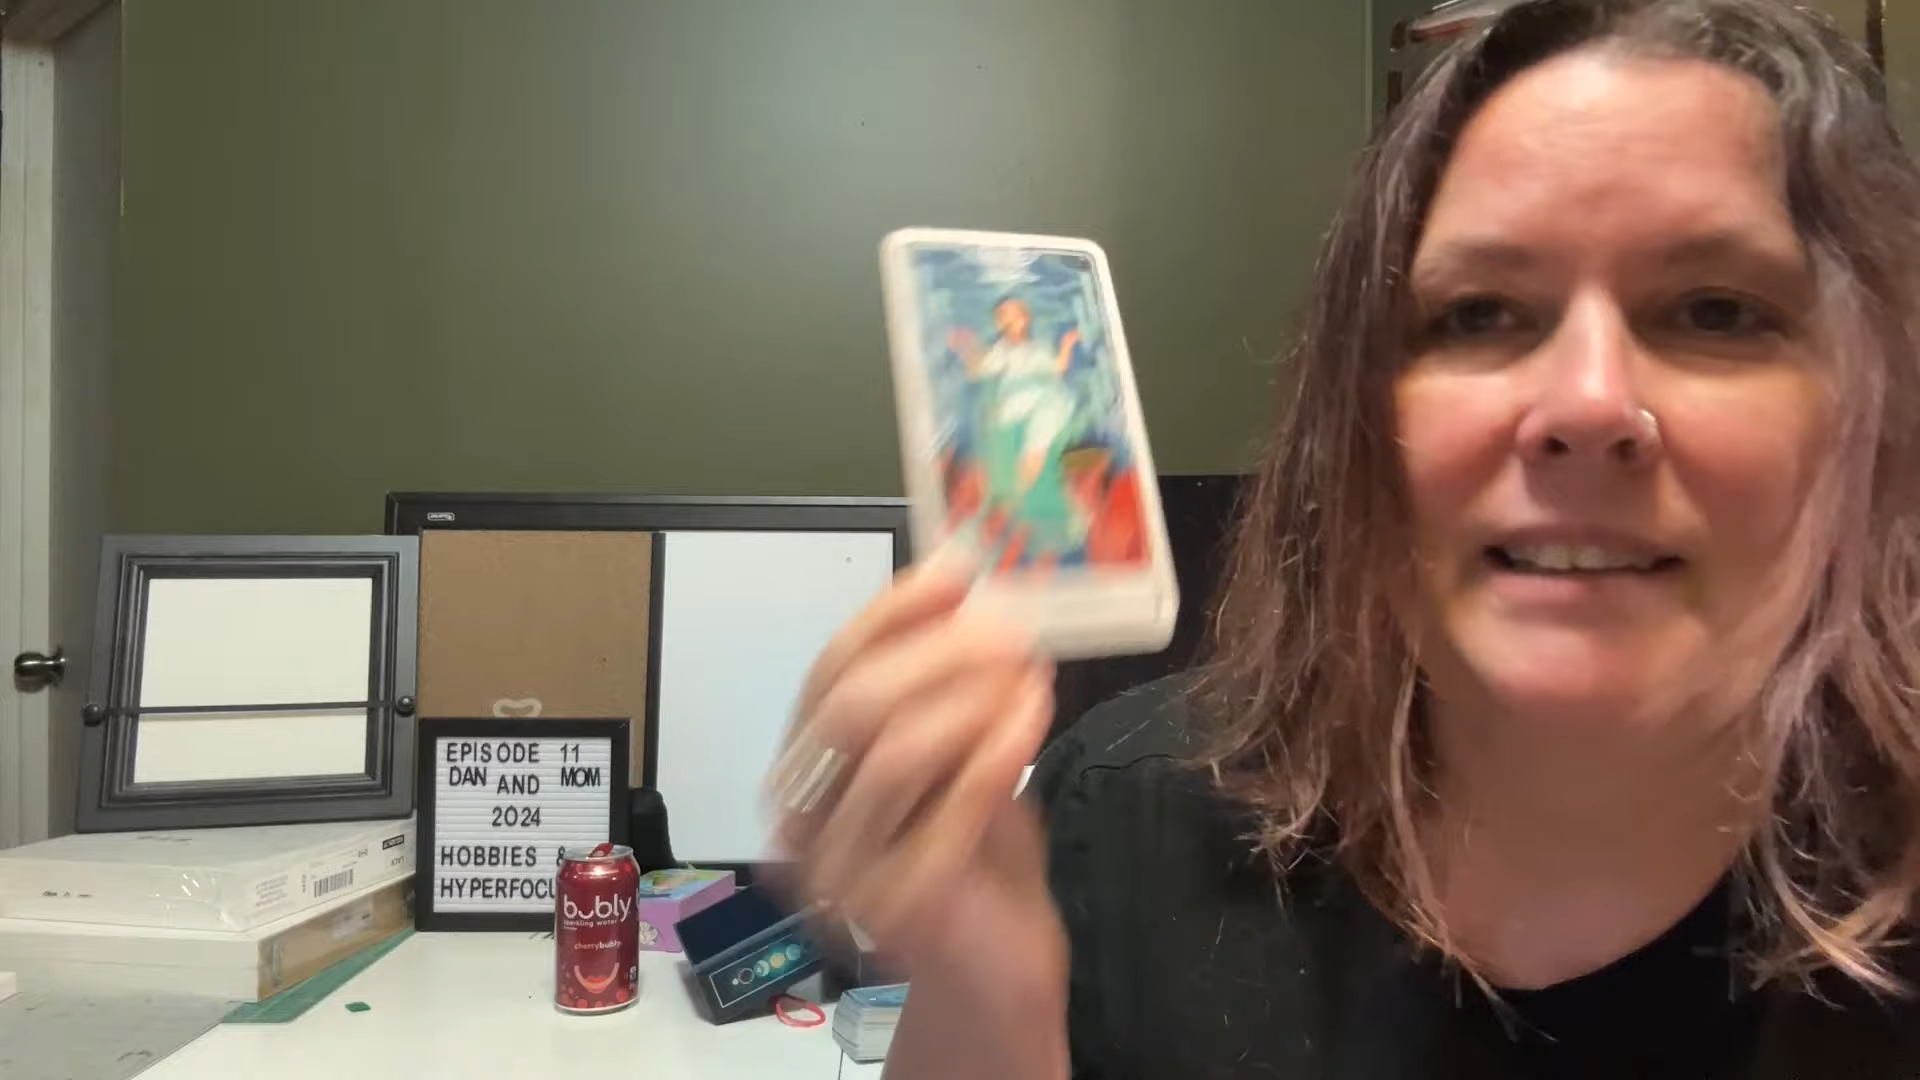 EPISODE 11
DAN AND MOM
2024
HOBBIES &
HYPERFOCU
bubly
sparkling water
cherrybubly